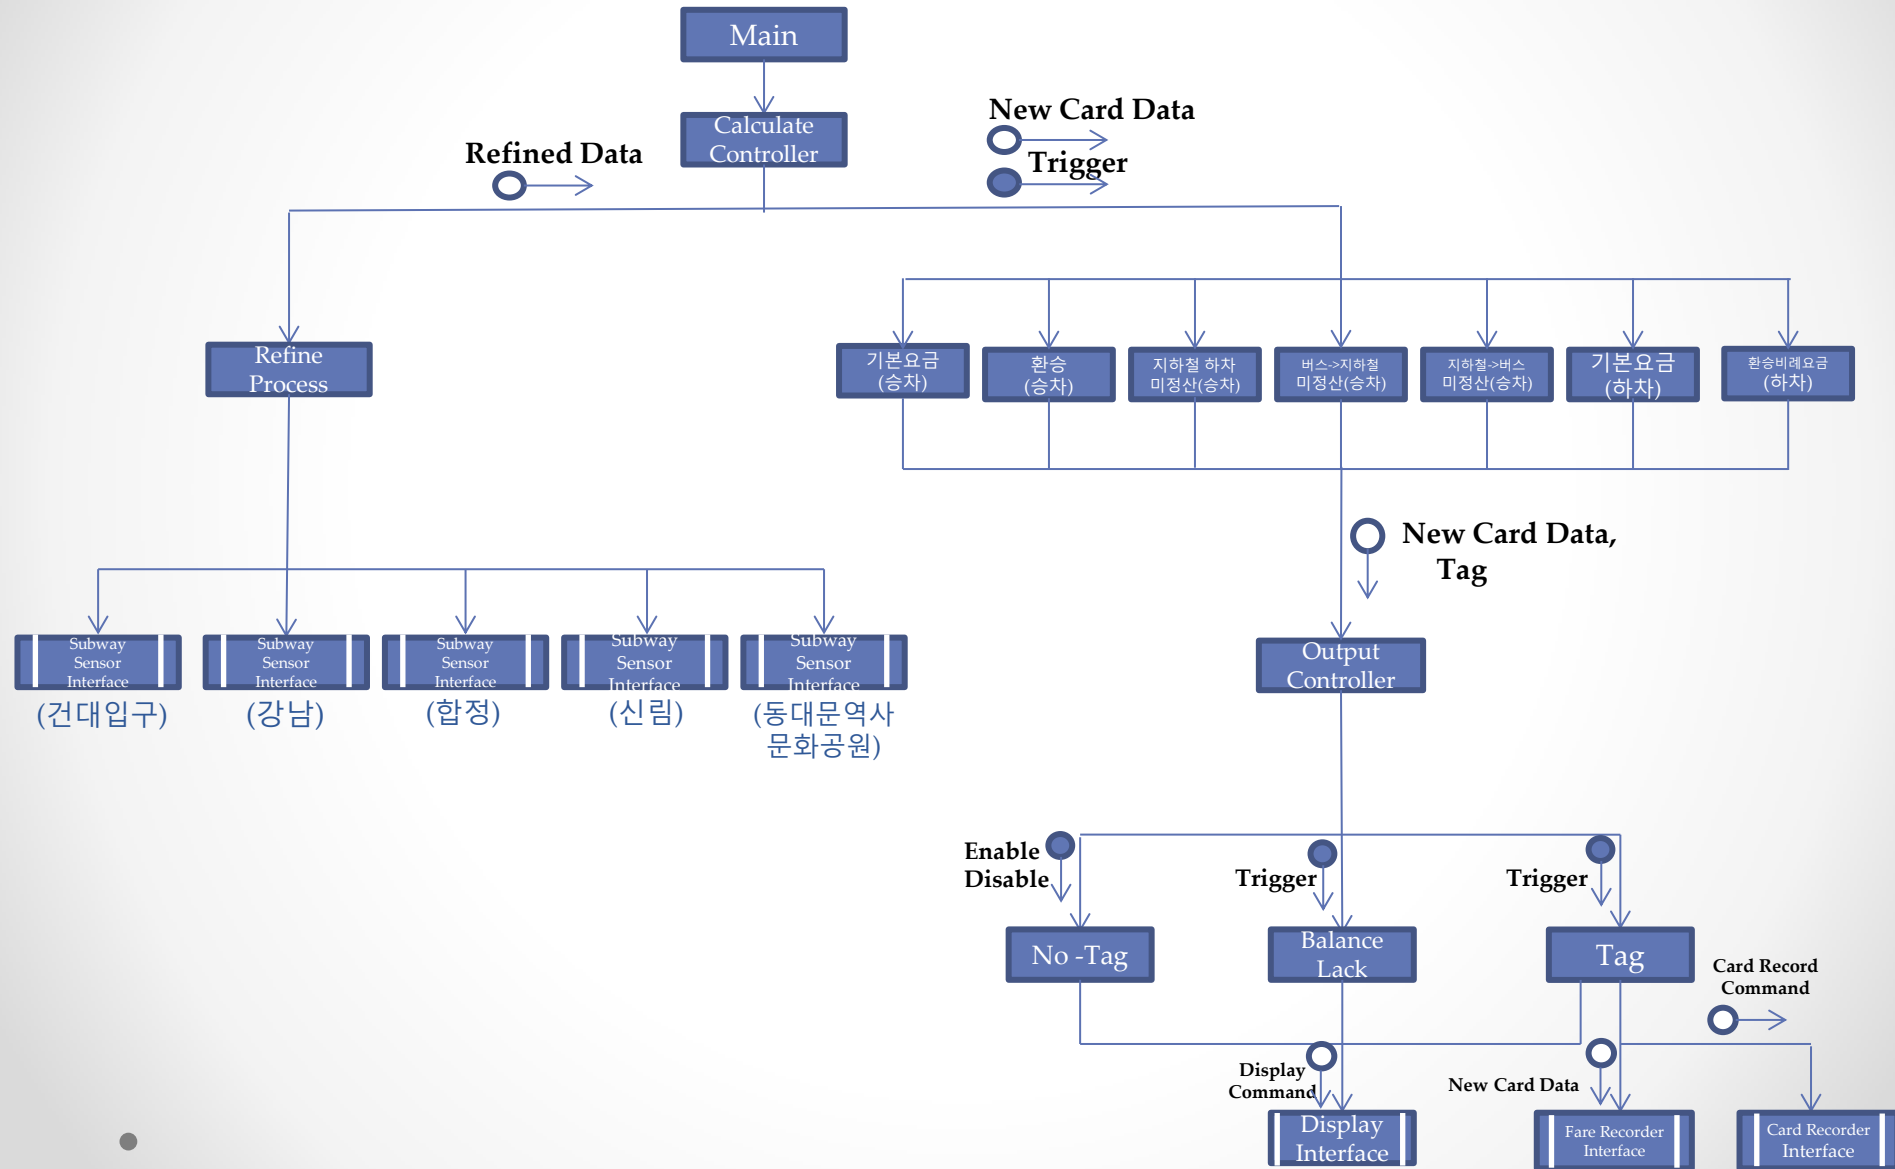 Main
Calculate
Controller
New Card Data
Trigger
Refined Data
Refine
Process
기본요금
(승차)
환승
(승차)
지하철 하차
미정산(승차)
버스->지하철
미정산(승차)
지하철->버스
미정산(승차)
기본요금
(하차)
환승비례요금
(하차)
New Card Data,
Tag
Subway
Sensor
Interface
(건대입구)
Subway
Sensor
Interface
(강남)
Subway
Sensor
Interface
(합정)
Subway
Sensor
Interface
(신림)
Subway
Sensor
Interface
(동대문역사
문화공원)
Output
Controller
Enable
Disable
Trigger
Trigger
No -Tag
Balance
Lack
Tag
Card Record
Command
Display
Command
New Card Data
Display
Interface
Fare Recorder
Interface
Card Recorder
Interface